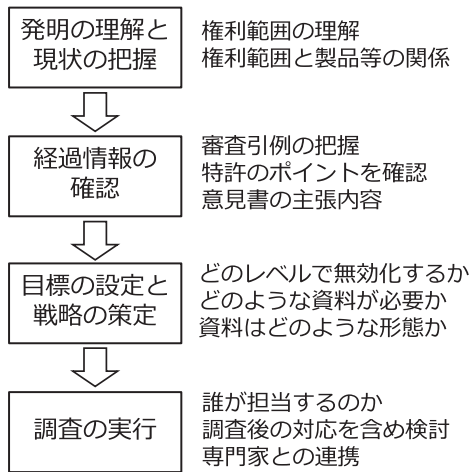 発明の理解と
現状の把握
権利範囲の理解
権利範囲と製品等の関係
経過情報の
確認
審査引例の把握
特許のポイントを確認
意見書の主張内容
目標の設定と
戦略の策定
どのレベルで無効化するか
どのような資料が必要か
資料はどのような形態か
調査の実行
誰が担当するのか
調査後の対応を含め検討
専門家との連携